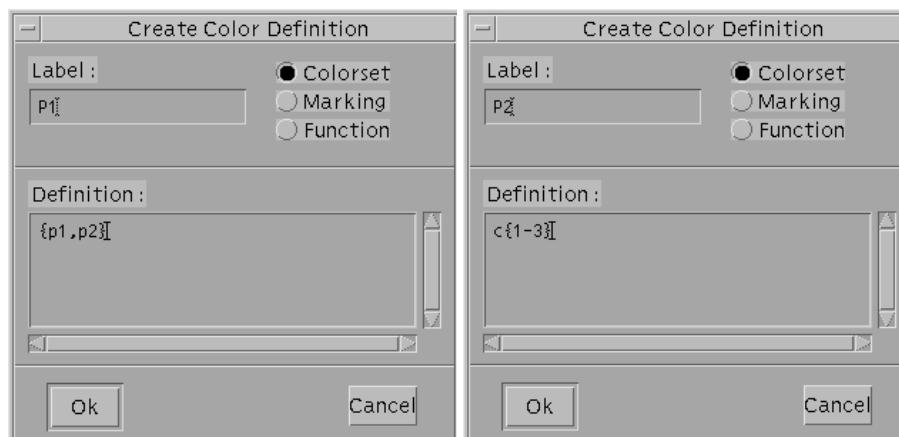 Create Color Definition
Label :
P1
Colorset
Marking
Function
Definition :
{p1,p2}
Ok
Cancel
Create Color Definition
Label :
P2
Colorset
Marking
Function
Definition :
c{1-3}
Ok
Cancel